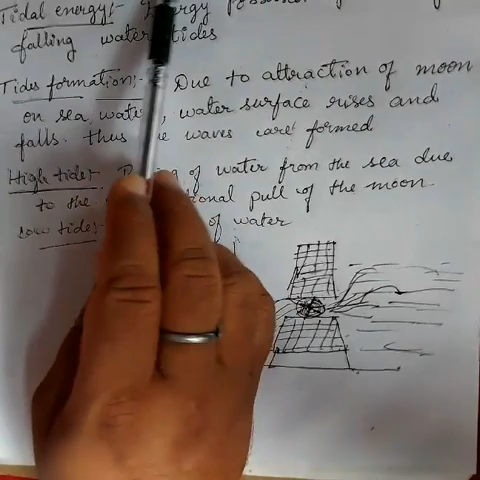 Tidal energy:-
falling water tides
Tides formation:- Due to attraction of moon
on sea water, water surface rises and
falls. thus waves are formed
High tide:- of water from the sea due
to the pull of the moon.
Low tide:- of water